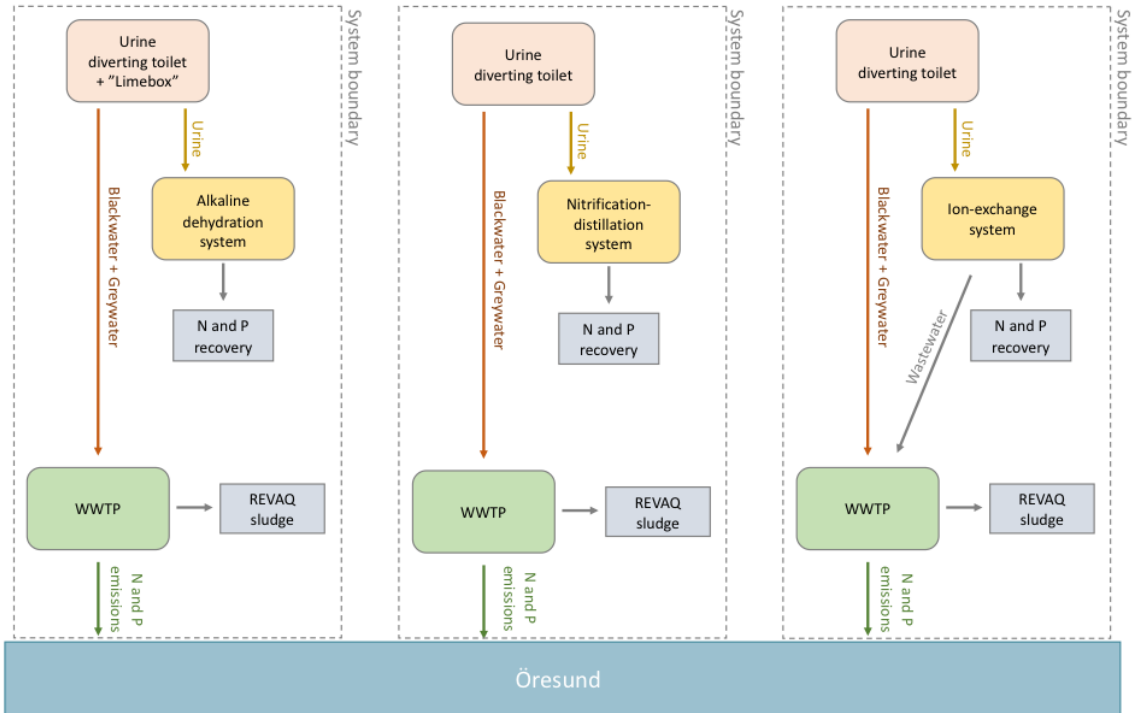 Urine
diverting toilet
+ ”Limebox”
System boundary
Urine
Blackwater + Greywater
Alkaline
dehydration
system
N and P
recovery
WWTP
REVAQ
sludge
N and P
emissions
Urine
diverting toilet
System boundary
Urine
Blackwater + Greywater
Nitrification-
distillation
system
N and P
recovery
WWTP
REVAQ
sludge
N and P
emissions
Urine
diverting toilet
System boundary
Urine
Blackwater + Greywater
Ion-exchange
system
Wastewater
N and P
recovery
WWTP
REVAQ
sludge
N and P
emissions
Öresund